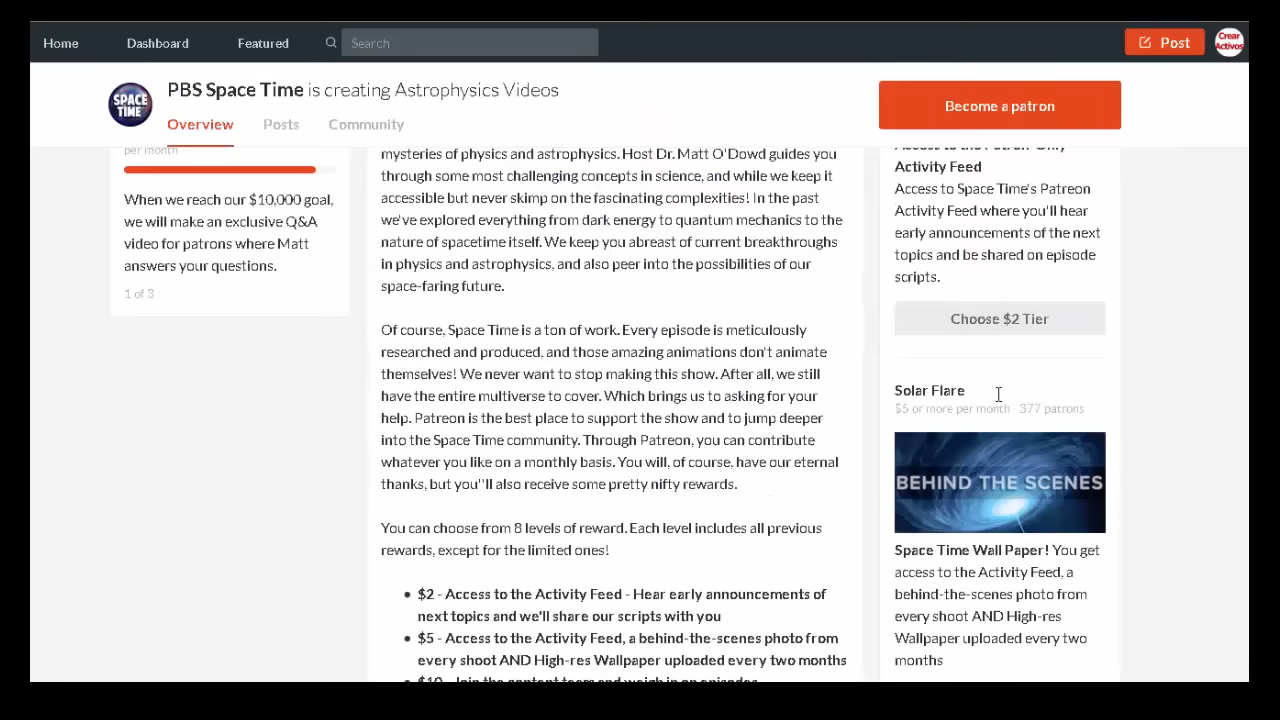 Home
Dashboard
Featured
Search
Post
Crear
Activos
SPACE
TIME
PBS Space Time is creating Astrophysics Videos
Overview
Posts
Community
Become a patron
per month
When we reach our $10,000 goal,
we will make an exclusive Q&A
video for patrons where Matt
answers your questions.
1 of 3
mysteries of physics and astrophysics. Host Dr. Matt O'Dowd guides you
through some most challenging concepts in science, and while we keep it
accessible but never skimp on the fascinating complexities! In the past
we've explored everything from dark energy to quantum mechanics to the
nature of spacetime itself. We keep you abreast of current breakthroughs
in physics and astrophysics, and also peer into the possibilities of our
space-faring future.
Of course, Space Time is a ton of work. Every episode is meticulously
researched and produced, and those amazing animations don't animate
themselves! We never want to stop making this show. After all, we still
have the entire multiverse to cover. Which brings us to asking for your
help. Patreon is the best place to support the show and to jump deeper
into the Space Time community. Through Patreon, you can contribute
whatever you like on a monthly basis. You will, of course, have our eternal
thanks, but you''ll also receive some pretty nifty rewards.
You can choose from 8 levels of reward. Each level includes all previous
rewards, except for the limited ones!
• $2 - Access to the Activity Feed - Hear early announcements of
next topics and we'll share our scripts with you
• $5 - Access to the Activity Feed, a behind-the-scenes photo from
every shoot AND High-res Wallpaper uploaded every two months
• $10 - Join the content team and weigh in on episodes
Access to the Patron-Only
Activity Feed
Access to Space Time's Patreon
Activity Feed where you'll hear
early announcements of the next
topics and be shared on episode
scripts.
Choose $2 Tier
Solar Flare
$5 or more per month · 377 patrons
BEHIND THE SCENES
Space Time Wall Paper! You get
access to the Activity Feed, a
behind-the-scenes photo from
every shoot AND High-res
Wallpaper uploaded every two
months